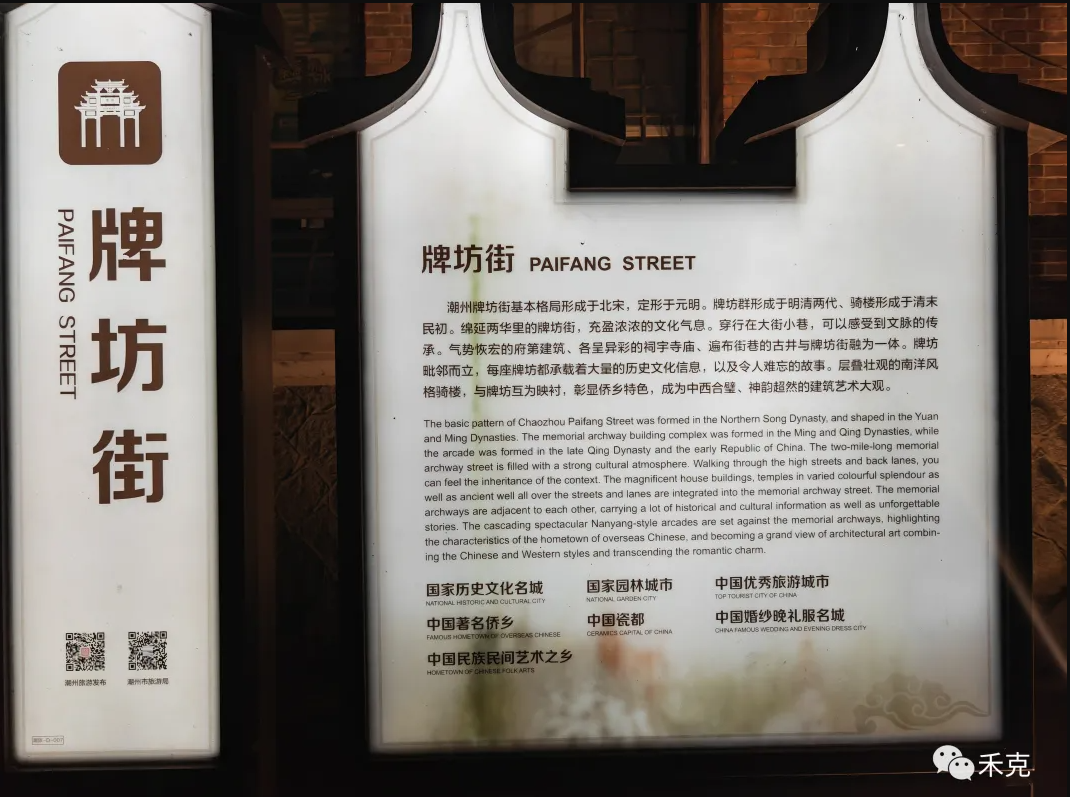 牌坊街
PAIFANG STREET
潮州旅游发布
潮州市旅游局
牌坊街 PAIFANG STREET
潮州牌坊街基本格局形成于北宋，定形于元明。牌坊群形成于明清两代、骑楼形成于清末
民初。绵延两华里的牌坊街，充盈浓浓的文化气息。穿行在大街小巷，可以感受到文脉的传
承。气势恢宏的府第建筑、各呈异彩的祠宇寺庙、遍布街巷的古井与牌坊街融为一体。牌坊
毗邻而立，每座牌坊都承载着大量的历史文化信息，以及令人难忘的故事。层叠壮观的南洋风
格骑楼，与牌坊互为映衬，彰显侨乡特色，成为中西合璧、神韵超然的建筑艺术大观。
The basic pattern of Chaozhou Paifang Street was formed in the Northern Song Dynasty, and shaped in the Yuan
and Ming Dynasties. The memorial archway building complex was formed in the Ming and Qing Dynasties, while
the arcade was formed in the late Qing Dynasty and the early Republic of China. The two-mile-long memorial
archway street is filled with a strong cultural atmosphere. Walking through the high streets and back lanes, you
can feel the inheritance of the context. The magnificent house buildings, temples in varied colourful splendour as
well as ancient well all over the streets and lanes are integrated into the memorial archway street. The memorial
archways are adjacent to each other, carrying a lot of historical and cultural information as well as unforgettable
stories. The cascading spectacular Nanyang-style arcades are set against the memorial archways, highlighting
the characteristics of the hometown of overseas Chinese, and becoming a grand view of architectural art combin-
ing the Chinese and Western styles and transcending the romantic charm.
国家历史文化名城
NATIONAL HISTORIC AND CULTURAL CITY
国家园林城市
NATIONAL GARDEN CITY
中国优秀旅游城市
TOP TOURIST CITY OF CHINA
中国著名侨乡
FAMOUS HOMETOWN OF OVERSEAS CHINESE
中国瓷都
CERAMICS CAPITAL OF CHINA
中国婚纱晚礼服名城
CHINA FAMOUS WEDDING AND EVENING DRESS CITY
中国民族民间艺术之乡
HOMETOWN OF CHINESE FOLK ARTS
禾克